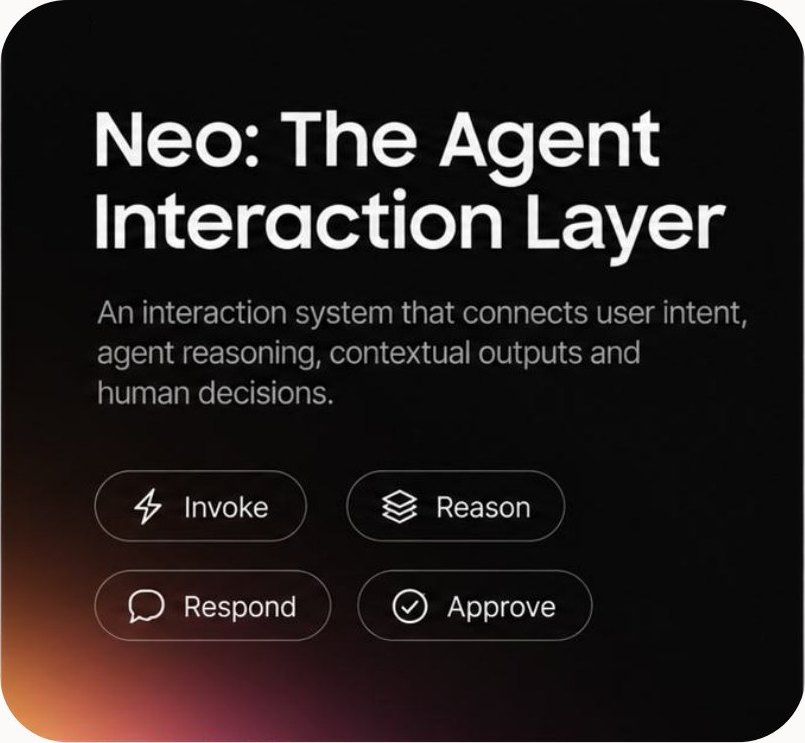 Neo: The Agent
Interaction Layer
An interaction system that connects user intent,
agent reasoning, contextual outputs and
human decisions.
Invoke
Reason
Respond
Approve